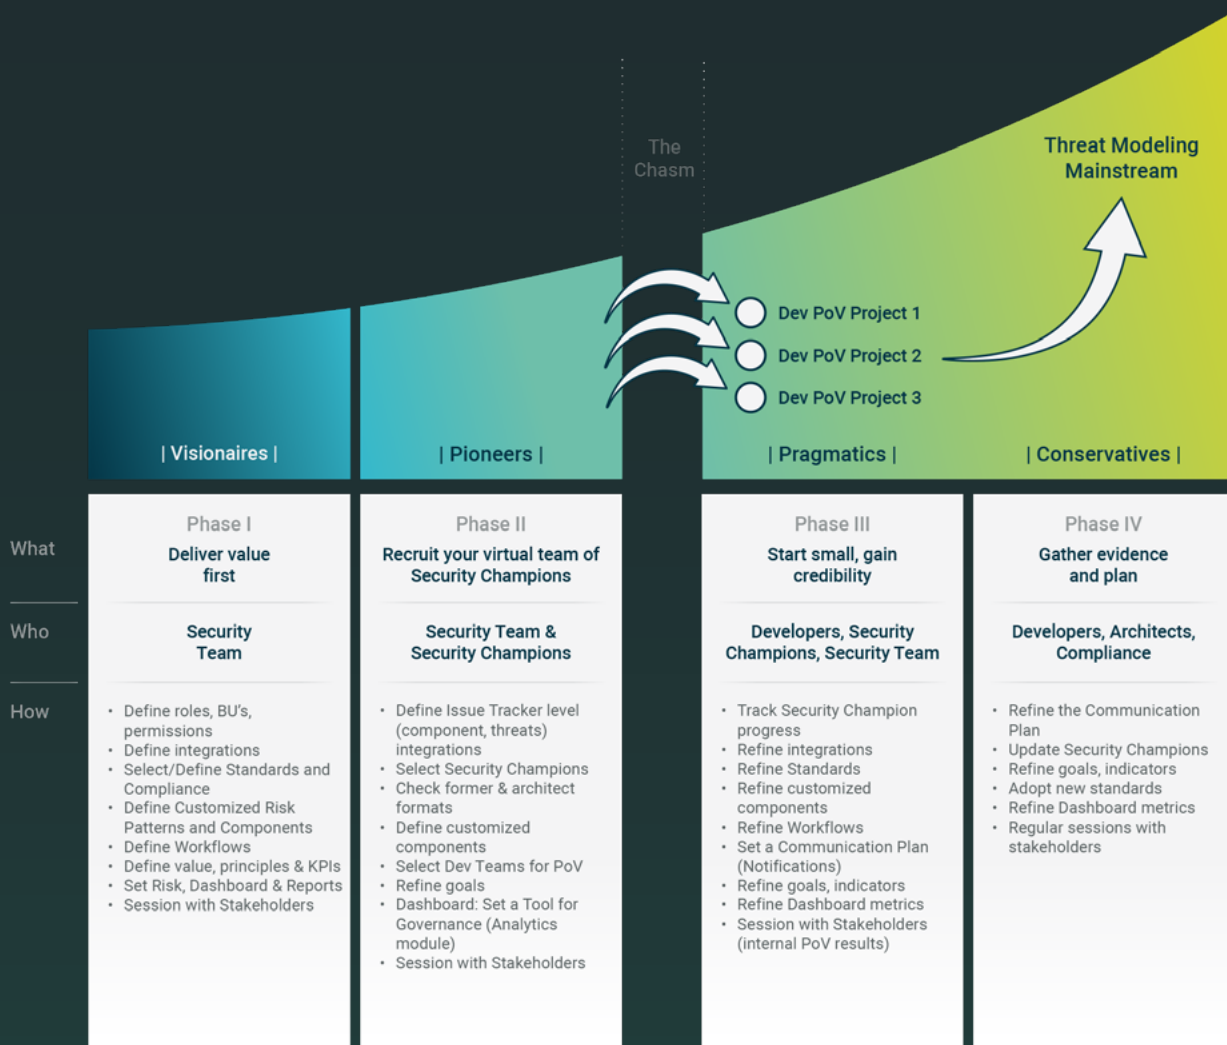 The
Chasm
Threat Modeling
Mainstream
Dev PoV Project 1
Dev PoV Project 2
Dev PoV Project 3
| Visionaires |
| Pioneers |
| Pragmatics |
| Conservatives |
What
Who
How
Phase I
Deliver value
first
Security
Team
• Define roles, BU's,
permissions
• Define integrations
• Select/Define Standards and
Compliance
• Define Customized Risk
Patterns and Components
• Define Workflows
• Define value, principles & KPIs
• Set Risk, Dashboard & Reports
• Session with Stakeholders
Phase II
Recruit your virtual team of
Security Champions
Security Team &
Security Champions
• Define Issue Tracker level
(component, threats)
integrations
• Select Security Champions
• Check former & architect
formats
• Define customized
components
• Select Dev Teams for PoV
• Refine goals
• Dashboard: Set a Tool for
Governance (Analytics
module)
• Session with Stakeholders
Phase III
Start small, gain
credibility
Developers, Security
Champions, Security Team
• Track Security Champion
progress
• Refine integrations
• Refine Standards
• Refine customized
components
• Refine Workflows
• Set a Communication Plan
(Notifications)
• Refine goals, indicators
• Refine Dashboard metrics
• Session with Stakeholders
(internal PoV results)
Phase IV
Gather evidence
and plan
Developers, Architects,
Compliance
• Refine the Communication
Plan
• Update Security Champions
• Refine goals, indicators
• Adopt new standards
• Refine Dashboard metrics
• Regular sessions with
stakeholders